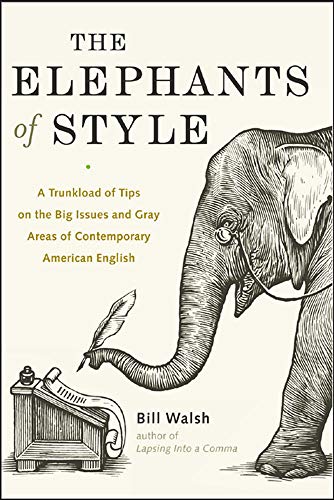 THE
ELEPHANTS
of STYLE
A Trunkload of Tips
on the Big Issues and Gray
Areas of Contemporary
American English
Bill Walsh
author of
Lapsing Into a Comma